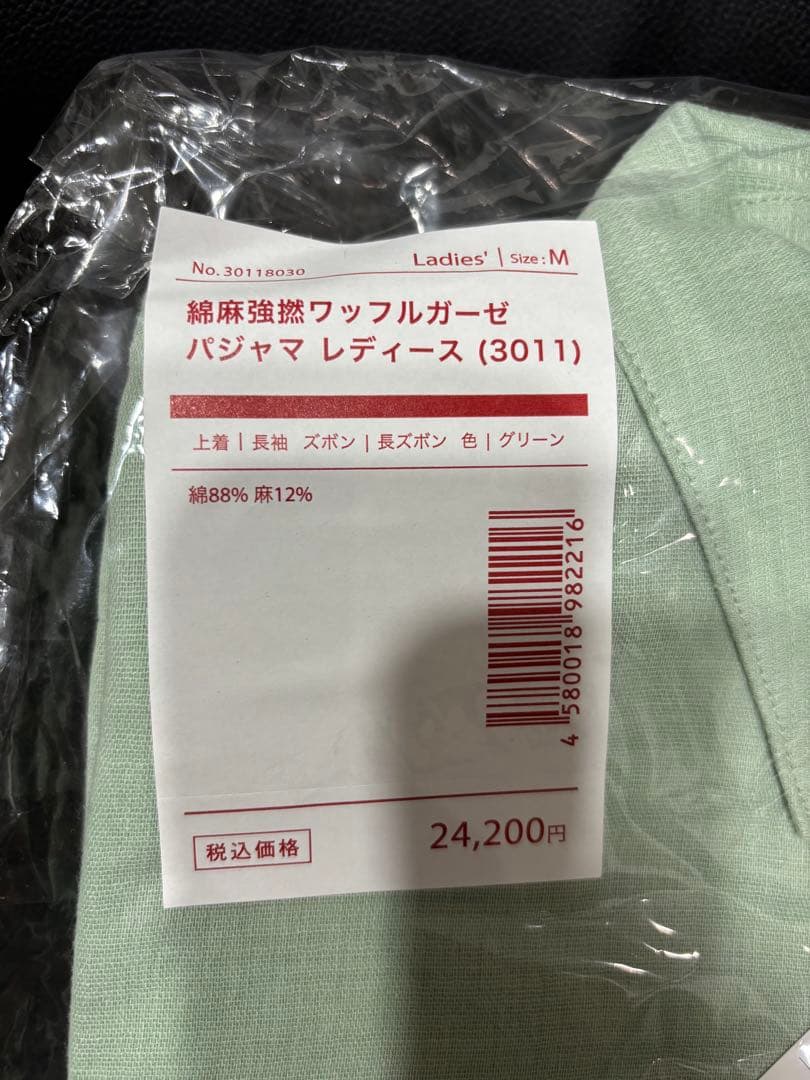 No.30118030 Ladies' | Size : M
綿麻強撚ワッフルガーゼ
パジャマ レディース (3011)
上着 | 長袖 ズボン | 長ズボン 色 | グリーン
綿88% 麻12%
4 580018 982216
税込価格 24,200円